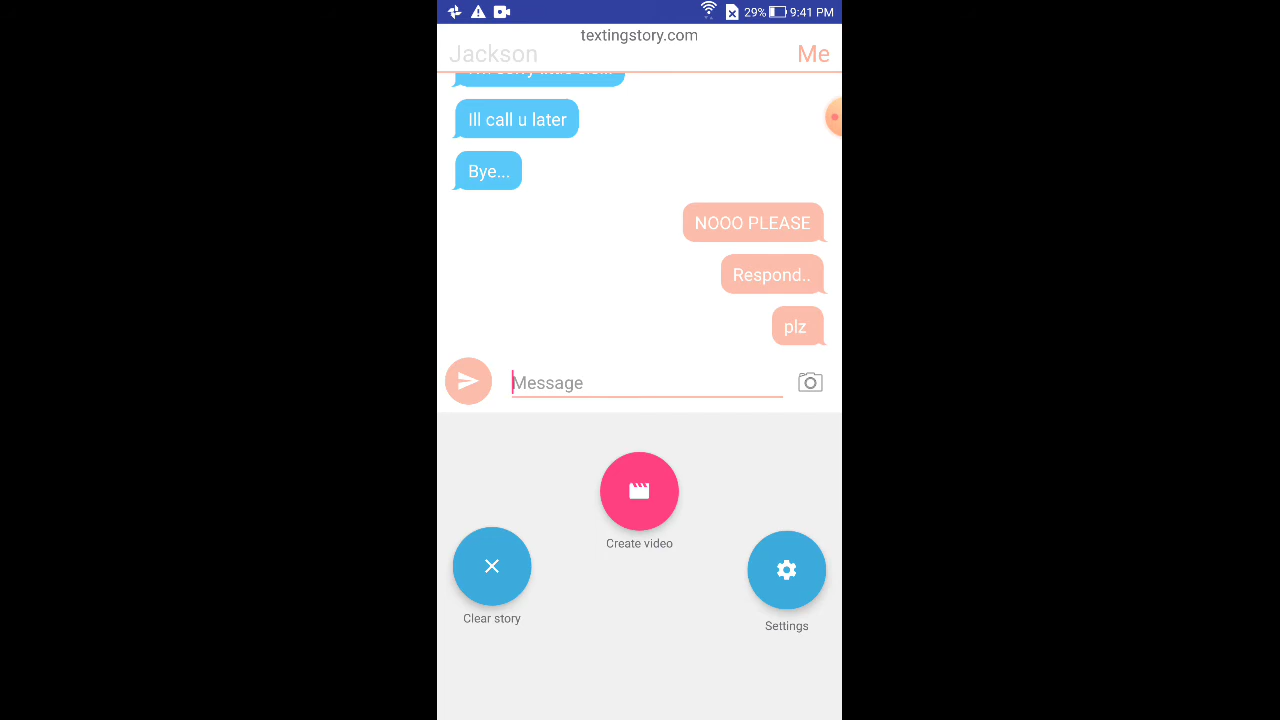 29% 9:41 PM
textingstory.com
Jackson Me
Ill call u later
Bye...
NOOO PLEASE
Respond..
plz
Message
Create video
Clear story
Settings